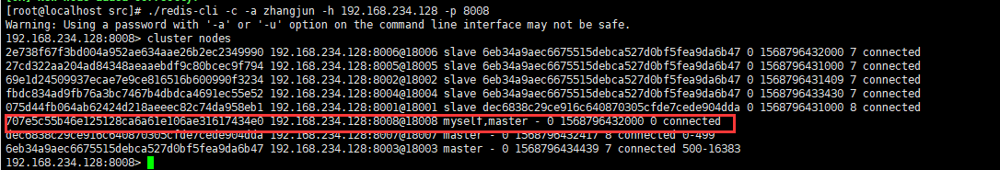 [root@localhost src]# ./redis-cli -c -a zhangjun -h 192.168.234.128 -p 8008
Warning: Using a password with '-a' or '-u' option on the command line interface may not be safe.
192.168.234.128:8008> cluster nodes
2e738f67f3bd004a952ae634aae26b2ec2349990 192.168.234.128:8006@18006 slave 6eb34a9aec6675515debca527d0bf5fea9da6b47 0 1568796432000 7 connected
27cd322aa204ad84348aeaaebdf9c80bcec9f794 192.168.234.128:8005@18005 slave 6eb34a9aec6675515debca527d0bf5fea9da6b47 0 1568796430000 7 connected
69e1d24509937ecae7e9ce816516b600990f3234 192.168.234.128:8002@18002 slave 6eb34a9aec6675515debca527d0bf5fea9da6b47 0 1568796431000 7 connected
fbdc834ad9fb76a3bc7467b4dbdca4691ec55e52 192.168.234.128:8004@18004 slave 6eb34a9aec6675515debca527d0bf5fea9da6b47 0 1568796433430 7 connected
075d44fb064ab62424d218aeeec82c74da958eb1 192.168.234.128:8001@18001 slave dec6838c29ce916c640870305cfde7cede904dda 0 1568796431000 8 connected
707e5c55b46e125128ca6a61e106ae31617434e0 192.168.234.128:8008@18008 myself,master - 0 1568796432000 0 connected
dec6838c29ce916c640870305cfde7cede904dda 192.168.234.128:8007@18007 master - 0 1568796432417 8 connected 0-499
6eb34a9aec6675515debca527d0bf5fea9da6b47 192.168.234.128:8003@18003 master - 0 1568796434439 7 connected 500-16383
192.168.234.128:8008>